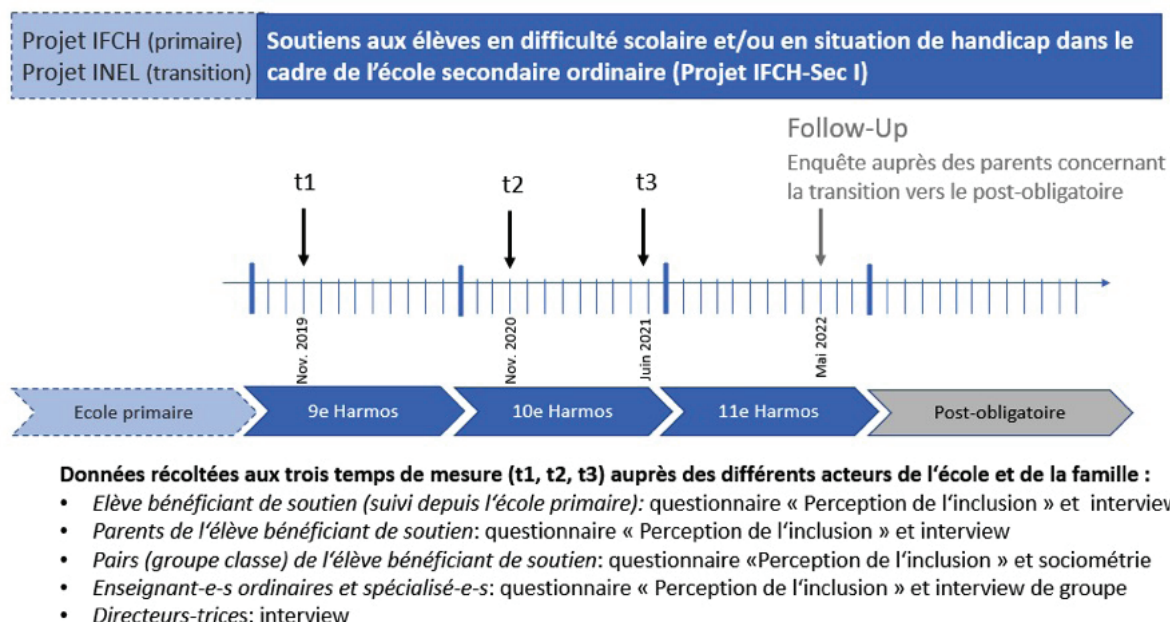 Projet IFCH (primaire)
Projet INEL (transition)
Soutiens aux élèves en difficulté scolaire et/ou en situation de handicap dans le
cadre de l'école secondaire ordinaire (Projet IFCH-Sec I)
Follow-Up
Enquête auprès des parents concernant
la transition vers le post-obligatoire
t1
t2
t3
Nov. 2019
Nov. 2020
Juin 2021
Mai 2022
Ecole primaire
9e Harmos
10e Harmos
11e Harmos
Post-obligatoire
Données récoltées aux trois temps de mesure (t1, t2, t3) auprès des différents acteurs de l'école et de la famille :
• Elève bénéficiant de soutien (suivi depuis l'école primaire): questionnaire « Perception de l'inclusion » et interview
• Parents de l'élève bénéficiant de soutien: questionnaire « Perception de l'inclusion » et interview
• Pairs (groupe classe) de l'élève bénéficiant de soutien: questionnaire «Perception de l'inclusion » et sociométrie
• Enseignant-e-s ordinaires et spécialisé-e-s: questionnaire « Perception de l'inclusion » et interview de groupe
• Directeurs-trices: interview